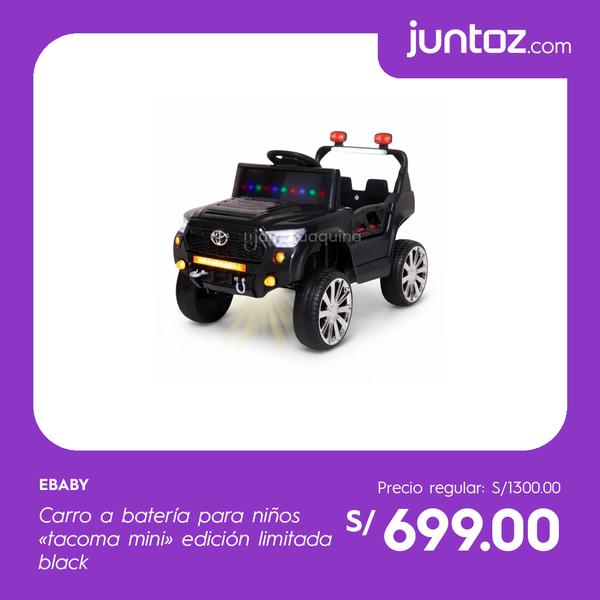 juntoz.com
EBABY
Carro a batería para niños
«tacoma mini» edición limitada
black
Precio regular: S/1300.00
S/ 699.00